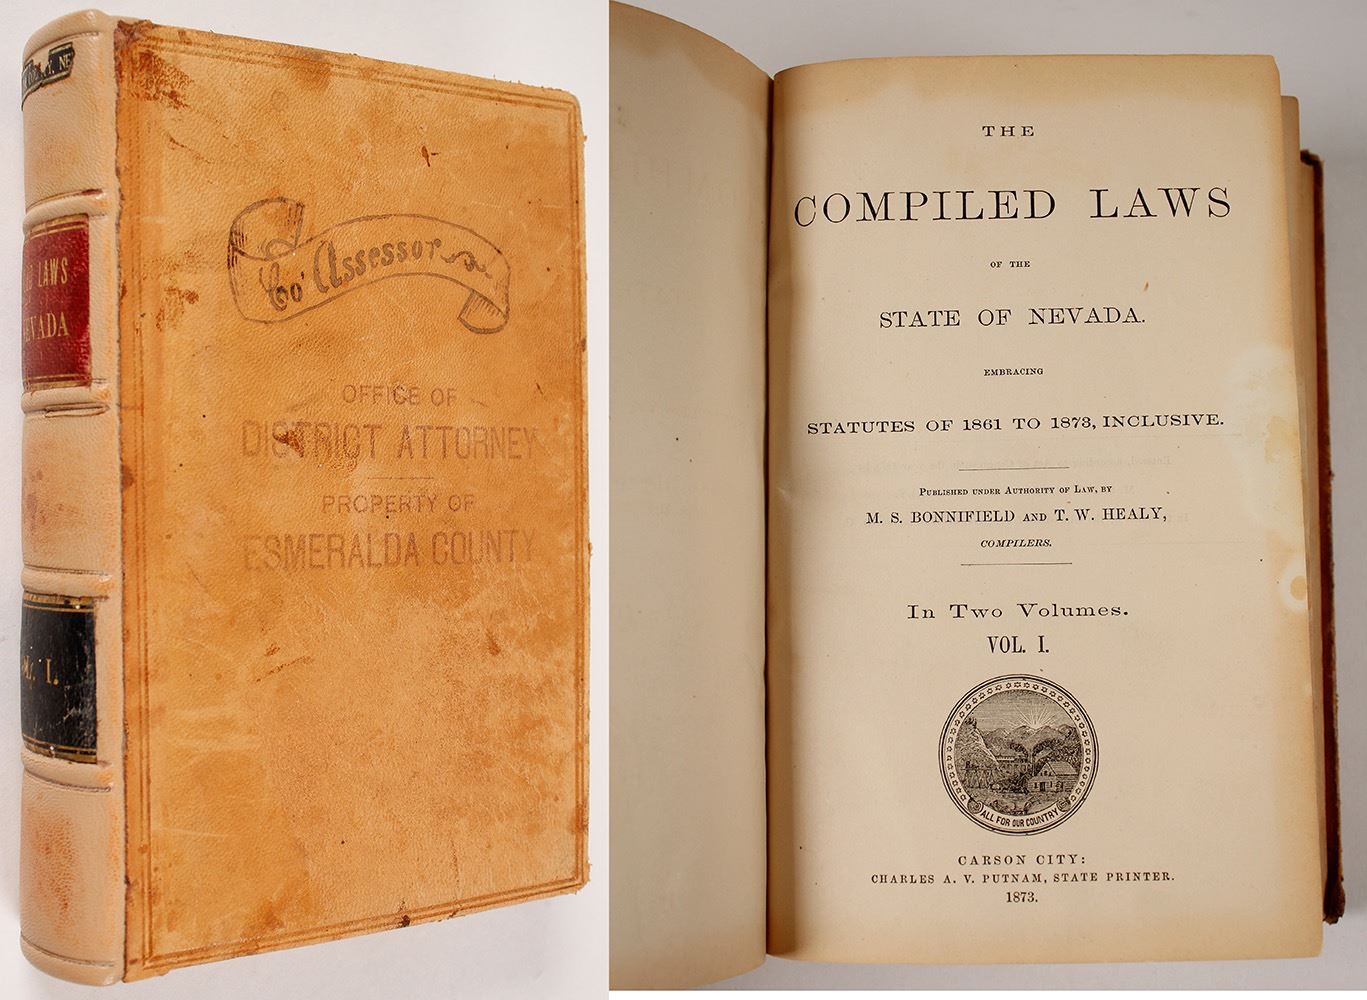 NE
LAWS
VADA
I.
Co' Assessor
OFFICE OF
DISTRICT ATTORNEY
PROPERTY OF
ESMERALDA COUNTY
THE
COMPILED LAWS
OF THE
STATE OF NEVADA.
EMBRACING
STATUTES OF 1861 TO 1873, INCLUSIVE.
PUBLISHED UNDER AUTHORITY OF LAW, BY
M. S. BONNIFIELD AND T. W. HEALY,
COMPILERS.
In Two Volumes.
VOL. I.
ALL FOR OUR COUNTRY
CARSON CITY:
CHARLES A. V. PUTNAM, STATE PRINTER.
1873.